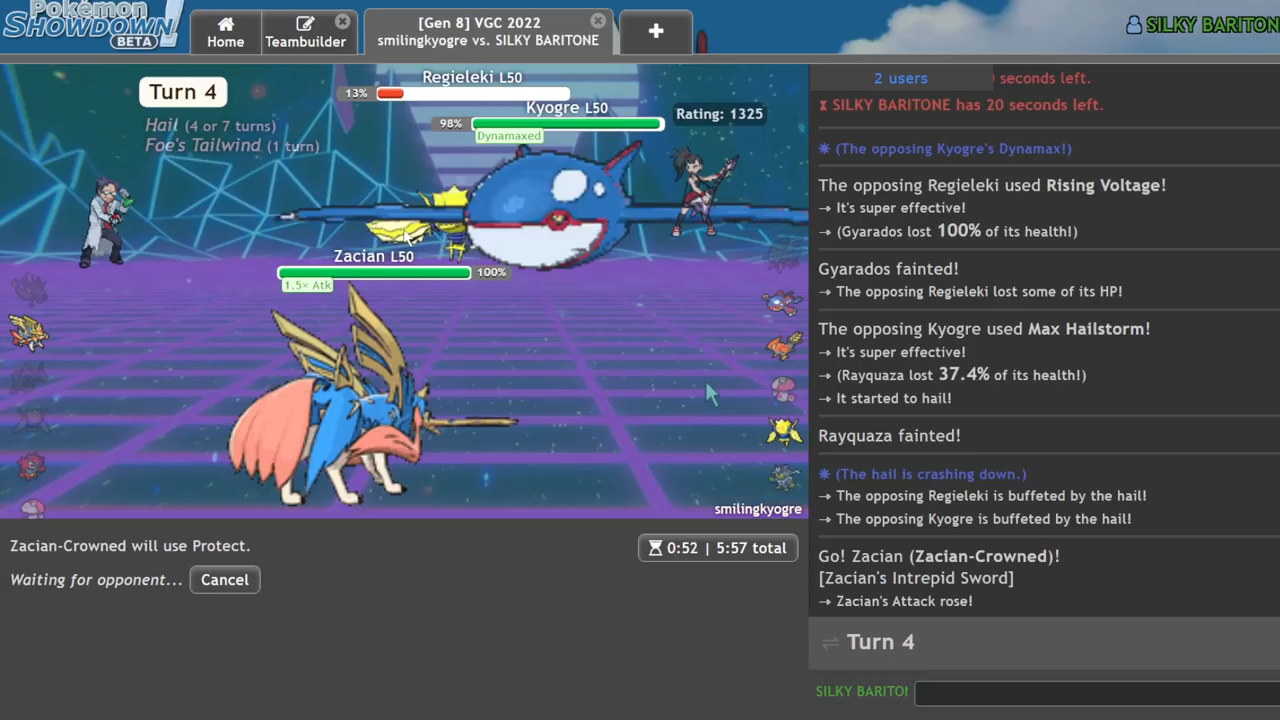 Pokémon
SHOWDOWN!
BETA
Home
Teambuilder
[Gen 8] VGC 2022
smilingkyogre vs. SILKY BARITONE
+
SILKY BARITON
Turn 4
Hail (4 or 7 turns)
Foe's Tailwind (1 turn)
Regieleki L50
13%
Kyogre L50
98%
Dynamaxed
Rating: 1325
Zacian L50
100%
1.5× Atk
smilingkyogre
Zacian-Crowned will use Protect.
Waiting for opponent... Cancel
0:52 | 5:57 total
2 users
seconds left.
SILKY BARITONE has 20 seconds left.
(The opposing Kyogre's Dynamax!)
The opposing Regieleki used Rising Voltage!
→ It's super effective!
→ (Gyarados lost 100% of its health!)
Gyarados fainted!
→ The opposing Regieleki lost some of its HP!
The opposing Kyogre used Max Hailstorm!
→ It's super effective!
→ (Rayquaza lost 37.4% of its health!)
→ It started to hail!
Rayquaza fainted!
(The hail is crashing down.)
→ The opposing Regieleki is buffeted by the hail!
→ The opposing Kyogre is buffeted by the hail!
Go! Zacian (Zacian-Crowned)!
[Zacian's Intrepid Sword]
→ Zacian's Attack rose!
Turn 4
SILKY BARITON